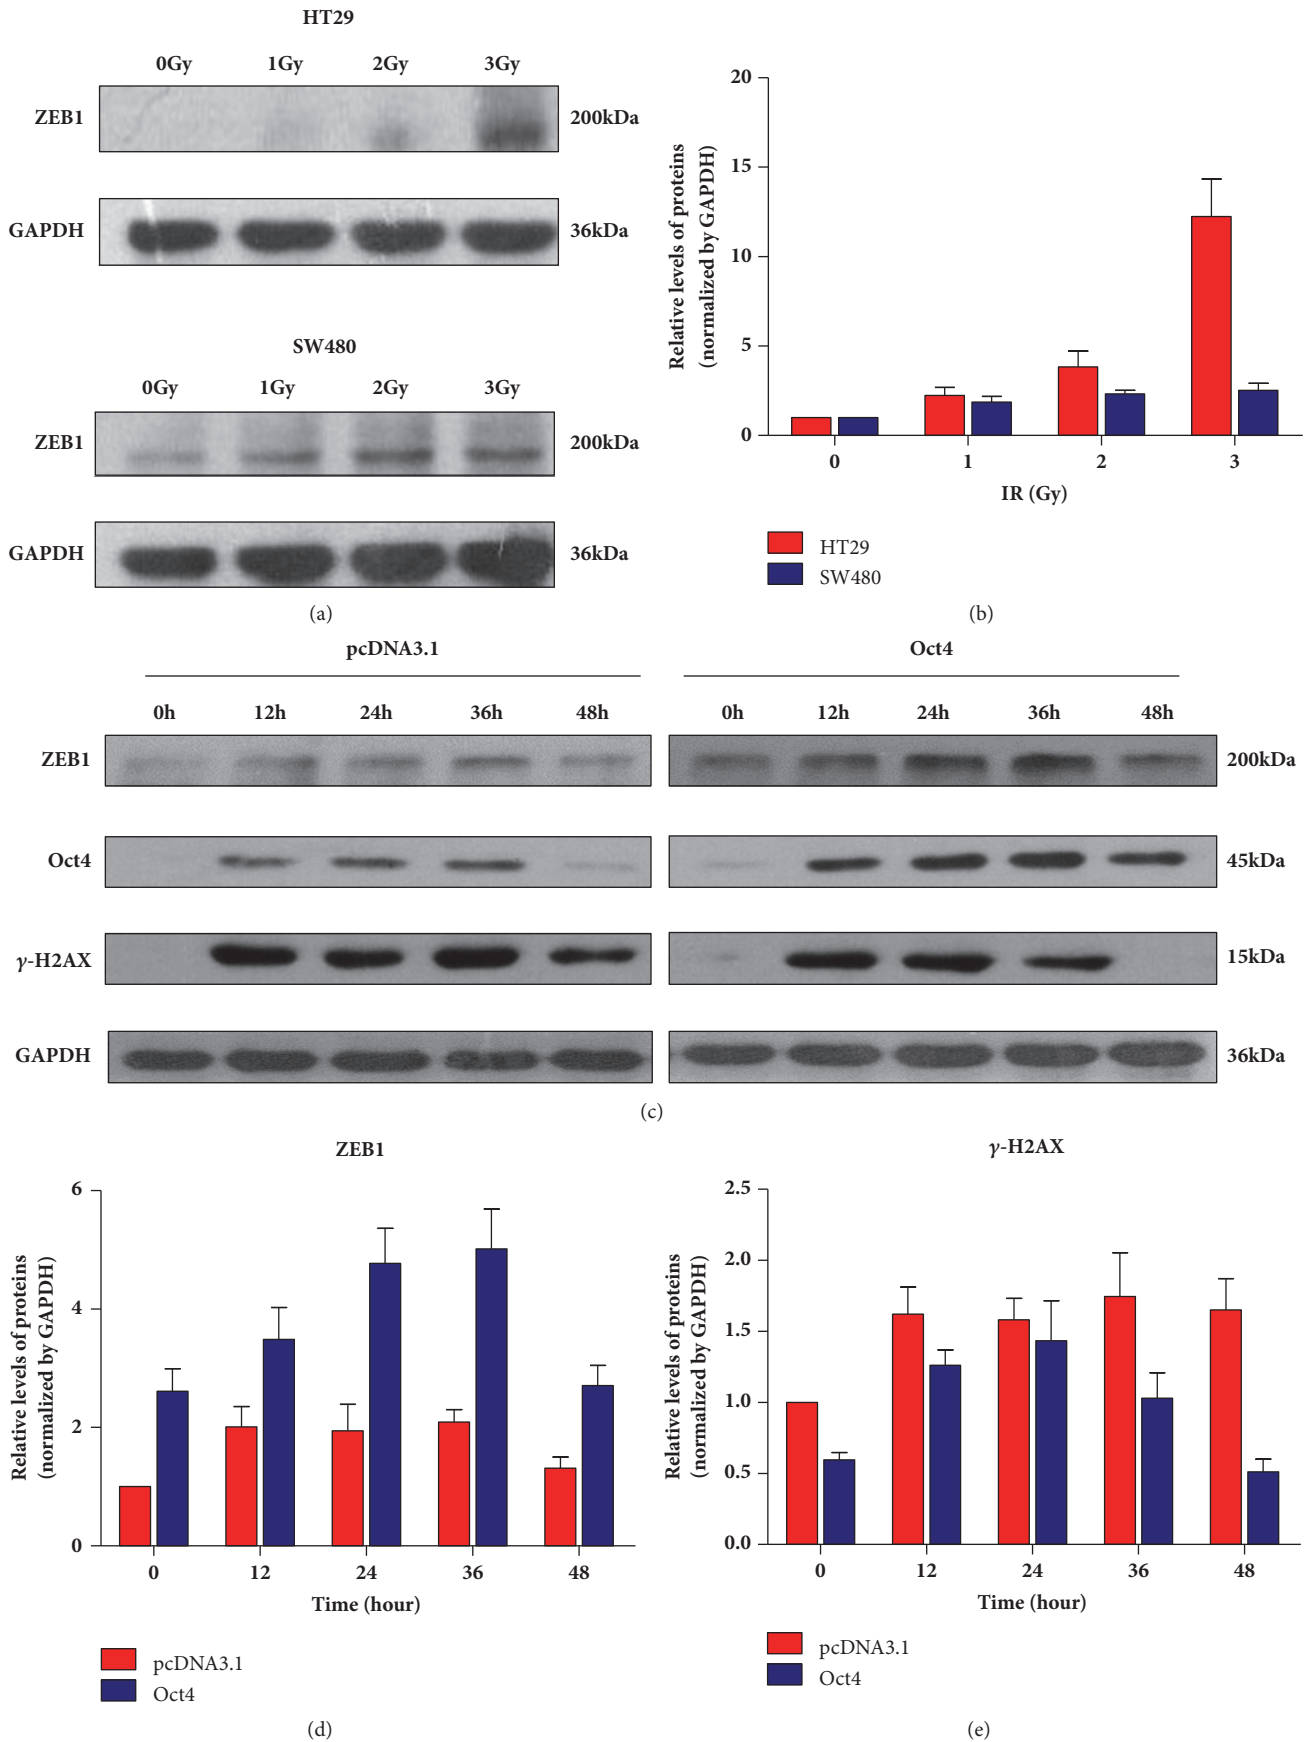 HT29
0Gy 1Gy 2Gy 3Gy
ZEB1 200kDa
GAPDH 36kDa
SW480
0Gy 1Gy 2Gy 3Gy
ZEB1 200kDa
GAPDH 36kDa
(a)
Relative levels of proteins
(normalized by GAPDH)
20
15
10
5
0
0 1 2 3
IR (Gy)
HT29
SW480
(b)
pcDNA3.1 Oct4
0h 12h 24h 36h 48h 0h 12h 24h 36h 48h
ZEB1 200kDa
Oct4 45kDa
γ-H2AX 15kDa
GAPDH 36kDa
(c)
ZEB1
Relative levels of proteins
(normalized by GAPDH)
6
4
2
0
0 12 24 36 48
Time (hour)
pcDNA3.1
Oct4
(d)
γ-H2AX
Relative levels of proteins
(normalized by GAPDH)
2.5
2.0
1.5
1.0
0.5
0.0
0 12 24 36 48
Time (hour)
pcDNA3.1
Oct4
(e)